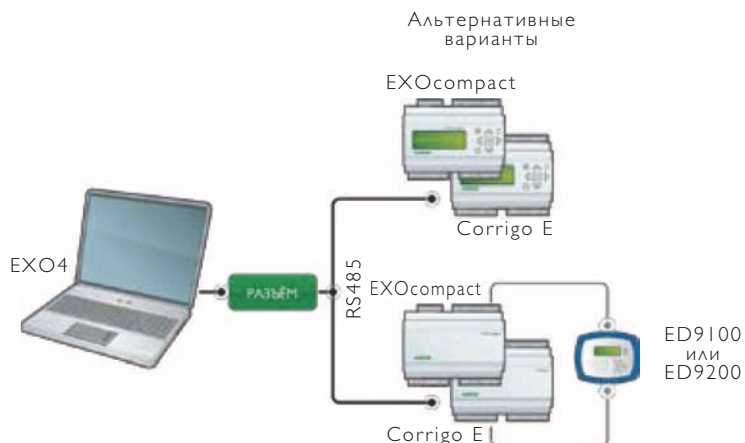 Альтернативные
варианты
EXOcompact
Corrigo E
EXO4
РАЗЪЁМ
RS485
EXOcompact
ED9100
или
ED9200
Corrigo E